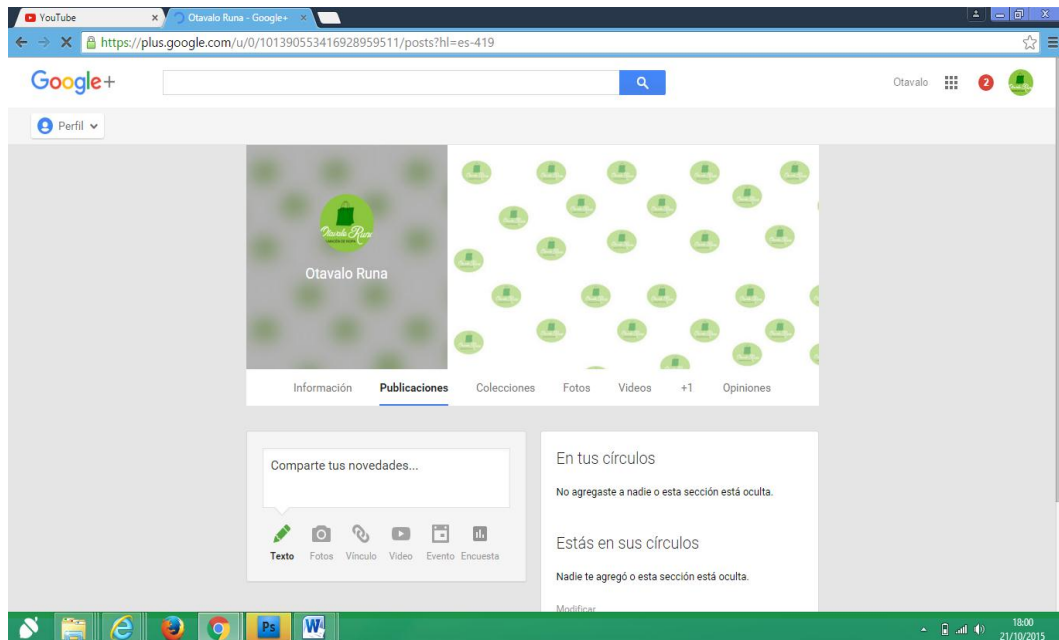 YouTube
Otavalo Runa - Google+
https://plus.google.com/u/0/101390553416928959511/posts?hl=es-419
Google+
Otavalo
2
Perfil
Otavalo Runa
Otavalo Runa
Información Publicaciones Colecciones Fotos Videos +1 Opiniones
Comparte tus novedades...
Texto Fotos Vínculo Video Evento Encuesta
En tus círculos
No agregaste a nadie o esta sección está oculta.
Estás en sus círculos
Nadie te agregó o esta sección está oculta.
Modificar
Ps
W
18:00
21/10/2015